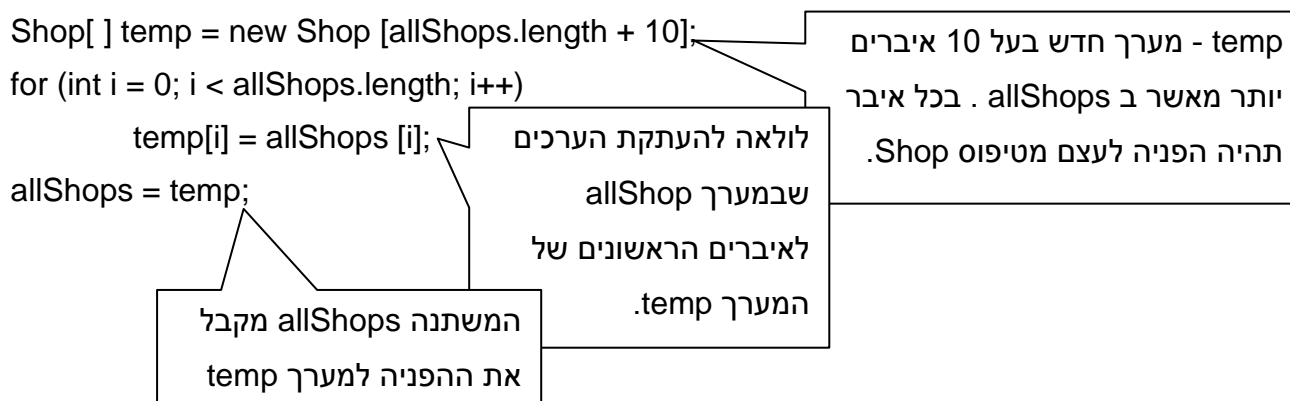 Shop[ ] temp = new Shop [allShops.length + 10];
for (int i = 0; i < allShops.length; i++)
temp[i] = allShops [i];
allShops = temp;
temp - מערך חדש בעל 10 איברים
יותר מאשר ב allShops . בכל איבר
תהיה הפניה לעצם מטיפוס Shop.
לולאה להעתקת הערכים
שבמערך allShop
לאיברים הראשונים של
המערך temp.
המשתנה allShops מקבל
את ההפניה למערך temp